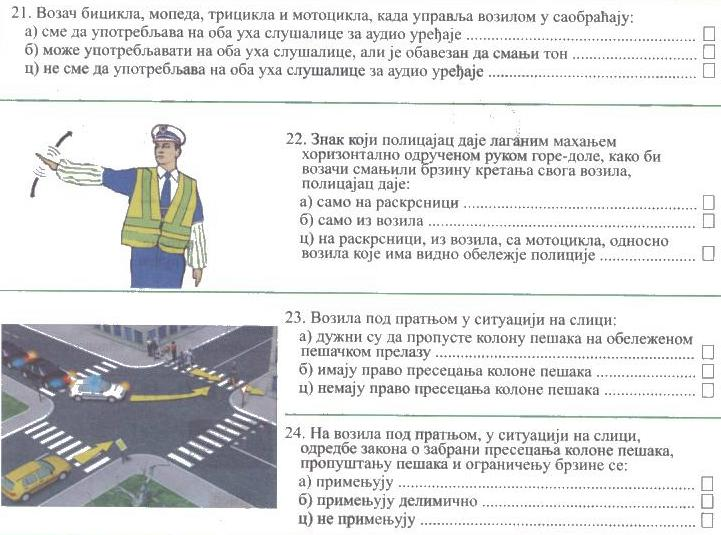 21. Возач бицикла, мопеда, трицикла и мотоцикла, када управља возилом у саобраћају:
а) сме да употребљава на оба уха слушалице за аудио уређаје
б) може употребљавати на оба уха слушалице, али је обавезан да смањи тон
ц) не сме да употребљава на оба уха слушалице за аудио уређаје
22. Знак који полицајац даје лаганим махањем
хоризонтално одрученом руком горе-доле, како би
возачи смањили брзину кретања свога возила,
полицајац даје:
а) само на раскрсници
б) само из возила
ц) на раскрсници, из возила, са мотоцикла, односно
возила које има видно обележје полиције
23. Возила под пратњом у ситуацији на слици:
а) дужни су да пропусте колону пешака на обележеном
пешачком прелазу
б) имају право пресецања колоне пешака
ц) немају право пресецања колоне пешака
24. На возила под пратњом, у ситуацији на слици,
одредбе закона о забрани пресецања колоне пешака,
пропуштању пешака и ограничењу брзине се:
а) примењују
б) примењују делимично
ц) не примењују